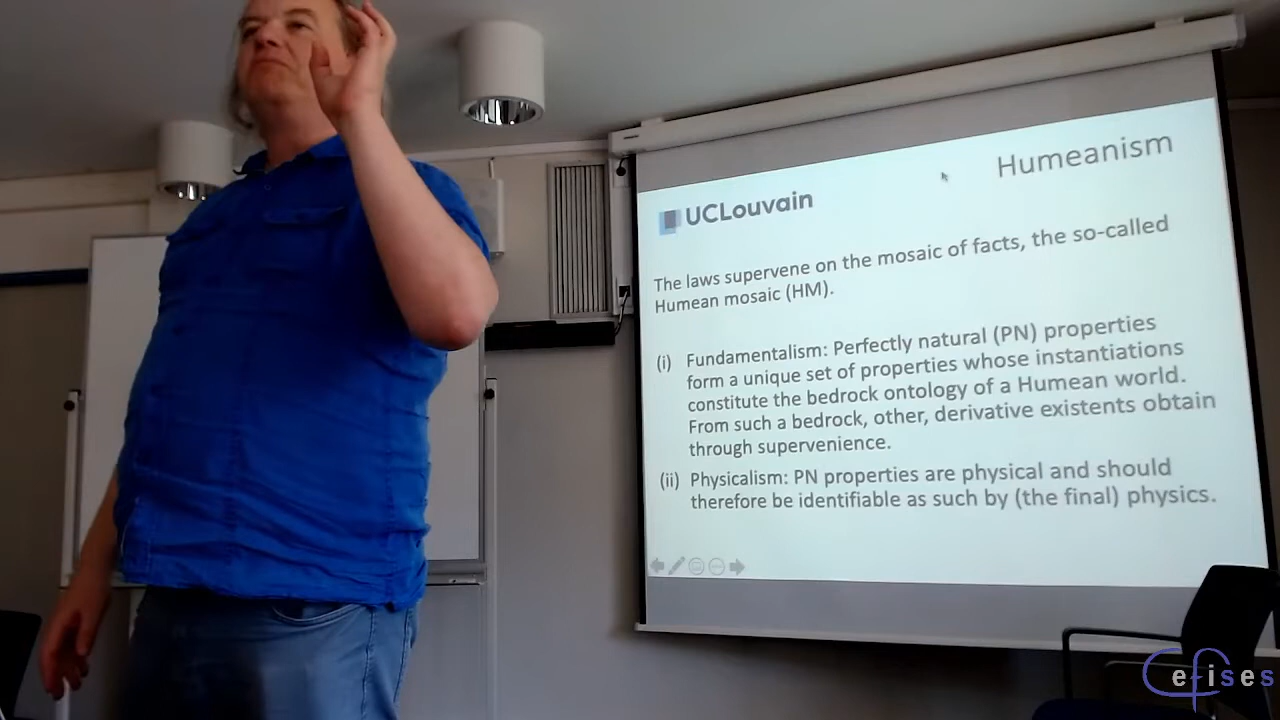 Humeanism
UCLouvain
The laws supervene on the mosaic of facts, the so-called
Humean mosaic (HM).
(i) Fundamentalism: Perfectly natural (PN) properties
form a unique set of properties whose instantiations
constitute the bedrock ontology of a Humean world.
From such a bedrock, other, derivative existents obtain
through supervenience.
(ii) Physicalism: PN properties are physical and should
therefore be identifiable as such by (the final) physics.
Cefises